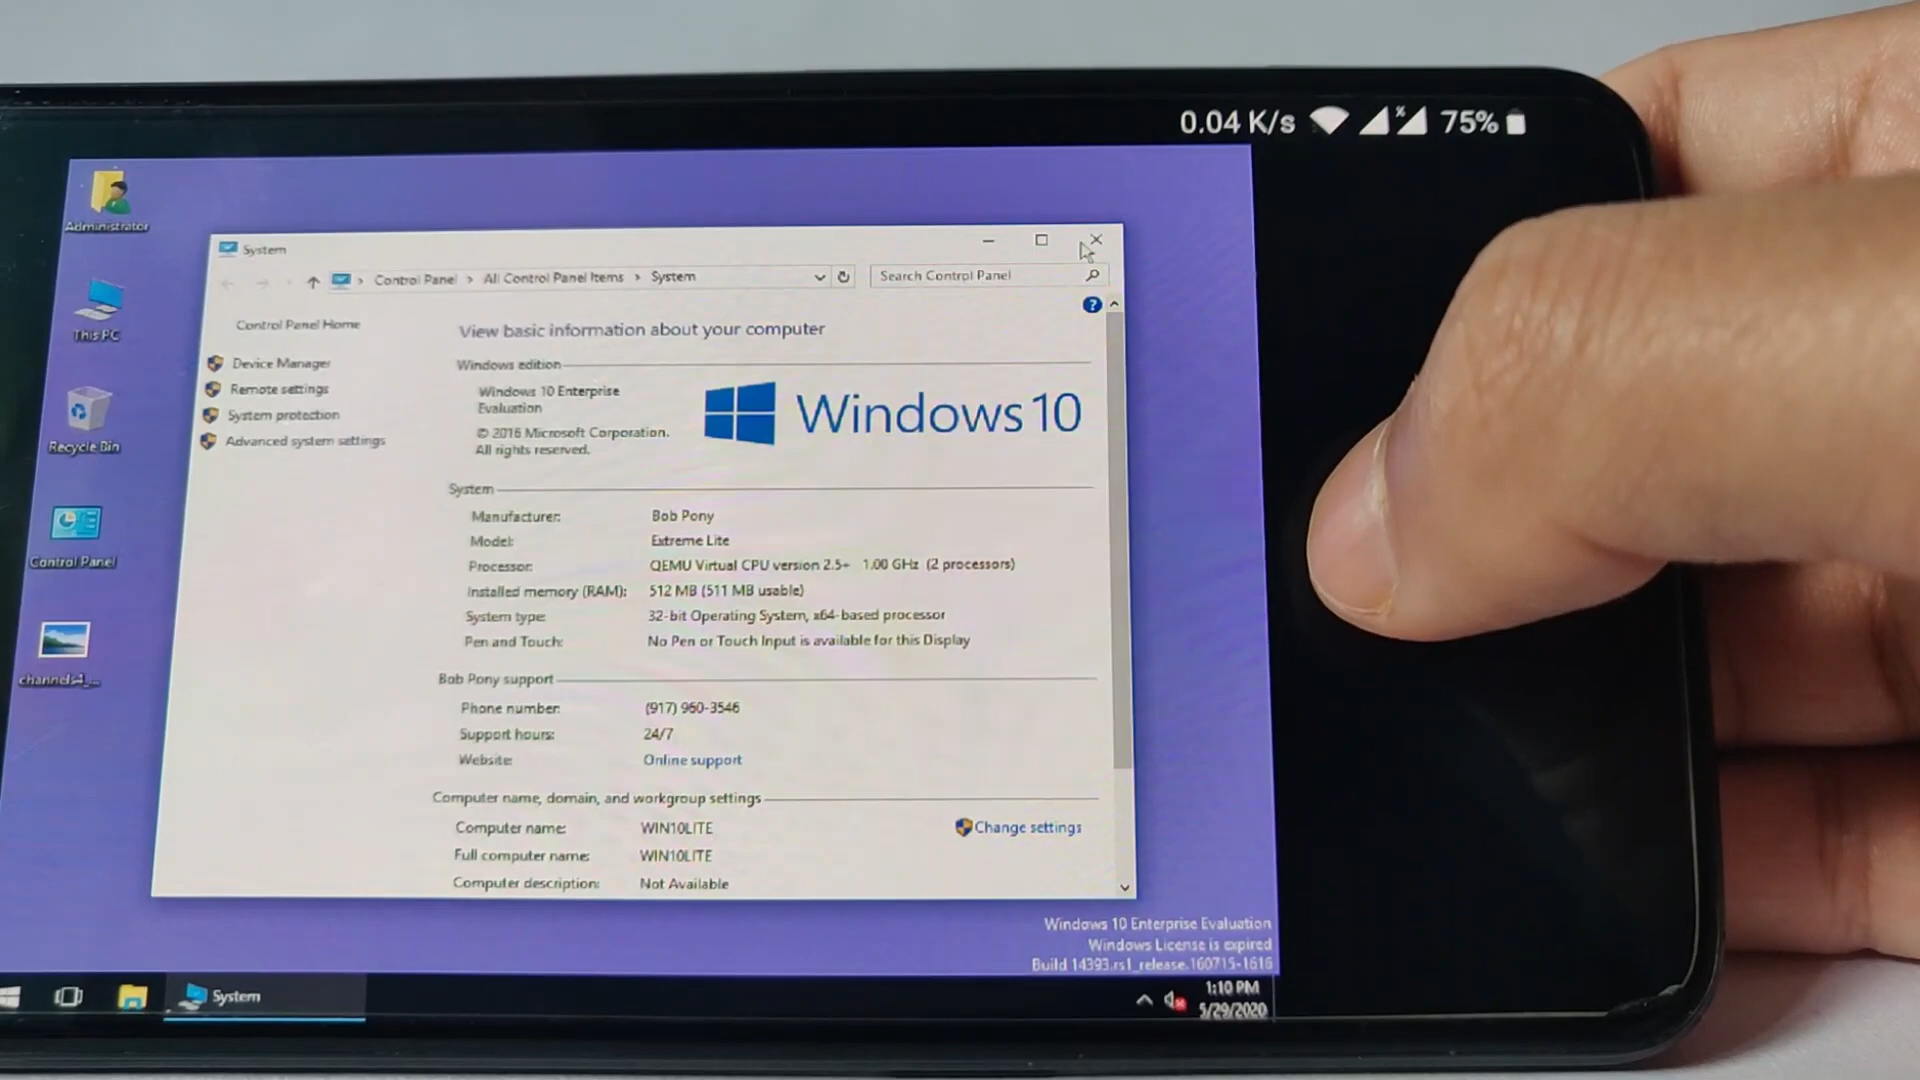 0.04 K/s 75%
Administrator
This PC
Recycle Bin
Control Panel
channels4_...
System
Control Panel > All Control Panel Items > System
Search Control Panel
?
Control Panel Home
Device Manager
Remote settings
System protection
Advanced system settings
View basic information about your computer
Windows edition
Windows 10 Enterprise
Evaluation
© 2016 Microsoft Corporation.
All rights reserved.
Windows 10
System
Manufacturer: Bob Pony
Model: Extreme Lite
Processor: QEMU Virtual CPU version 2.5+ 1.00 GHz (2 processors)
Installed memory (RAM): 512 MB (511 MB usable)
System type: 32-bit Operating System, x64-based processor
Pen and Touch: No Pen or Touch Input is available for this Display
Bob Pony support
Phone number: (917) 960-3546
Support hours: 24/7
Website: Online support
Computer name, domain, and workgroup settings
Computer name: WIN10LITE
Change settings
Full computer name: WIN10LITE
Computer description: Not Available
Windows 10 Enterprise Evaluation
Windows License is expired
Build 14393.rs1_release.160715-1616
System
1:10 PM
5/29/2020